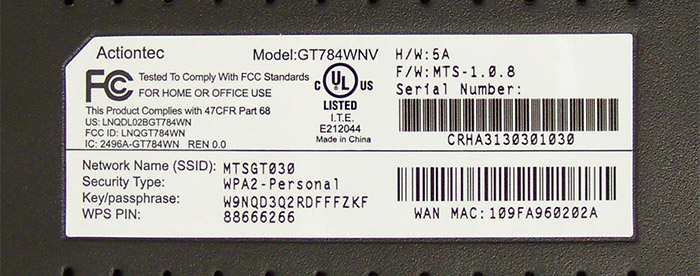 Actiontec Model:GT784WNV
FC Tested To Comply With FCC Standards
FOR HOME OR OFFICE USE
This Product Complies with 47CFR Part 68
US: LNQDL02BGT784WN
FCC ID: LNQGT784WN
IC: 2496A-GT784WN REN 0.0
C UL US
LISTED
I.T.E.
E212044
Made in China
H/W:5A
F/W:MTS-1.0.8
Serial Number:
CRHA3130301030
Network Name (SSID): MTSGT030
Security Type: WPA2-Personal
Key/passphrase: W9NQD3Q2RDFFFZKF
WPS PIN: 88666266
WAN MAC:109FA960202A